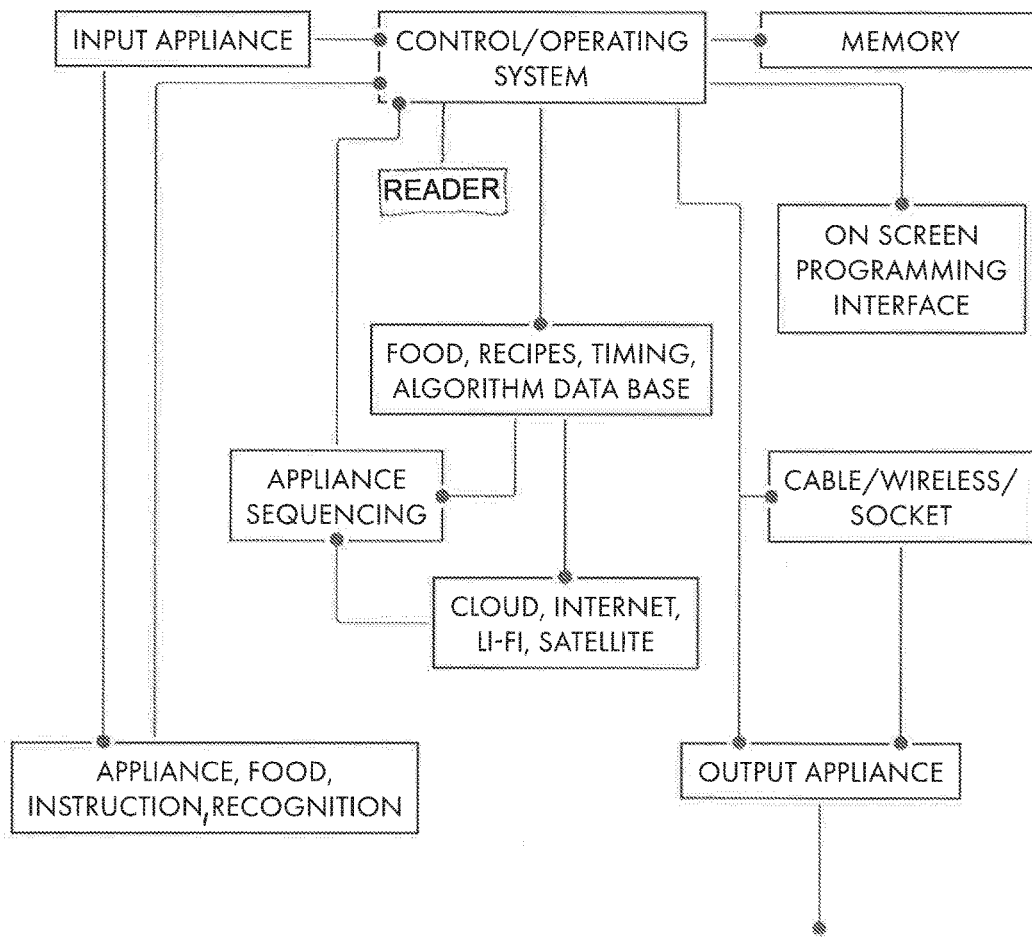 INPUT APPLIANCE
CONTROL/OPERATING
SYSTEM
MEMORY
READER
ON SCREEN
PROGRAMMING
INTERFACE
FOOD, RECIPES, TIMING,
ALGORITHM DATA BASE
APPLIANCE
SEQUENCING
CABLE/WIRELESS/
SOCKET
CLOUD, INTERNET,
LI-FI, SATELLITE
APPLIANCE, FOOD,
INSTRUCTION,RECOGNITION
OUTPUT APPLIANCE